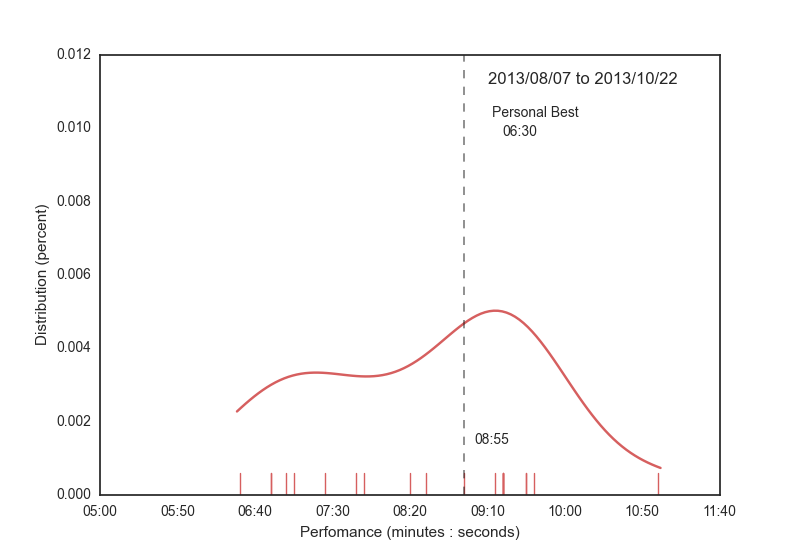 0.012
2013/08/07 to 2013/10/22
Personal Best
06:30
0.010
0.008
0.006
0.004
0.002
0.000
Distribution (percent)
08:55
05:00 05:50 06:40 07:30 08:20 09:10 10:00 10:50 11:40
Perfomance (minutes : seconds)